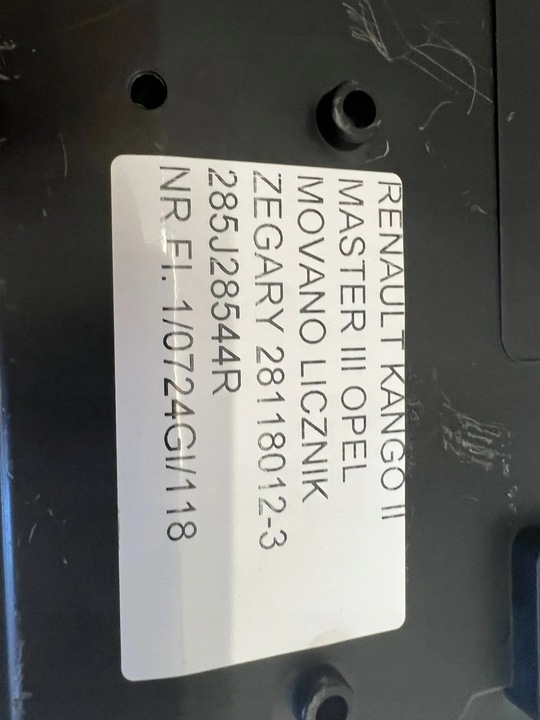 RENAULT KANGO II
MASTER III OPEL
MOVANO LICZNIK
ZEGARY 28118012-3
285J28544R
NR FI. 1/0724GI/118